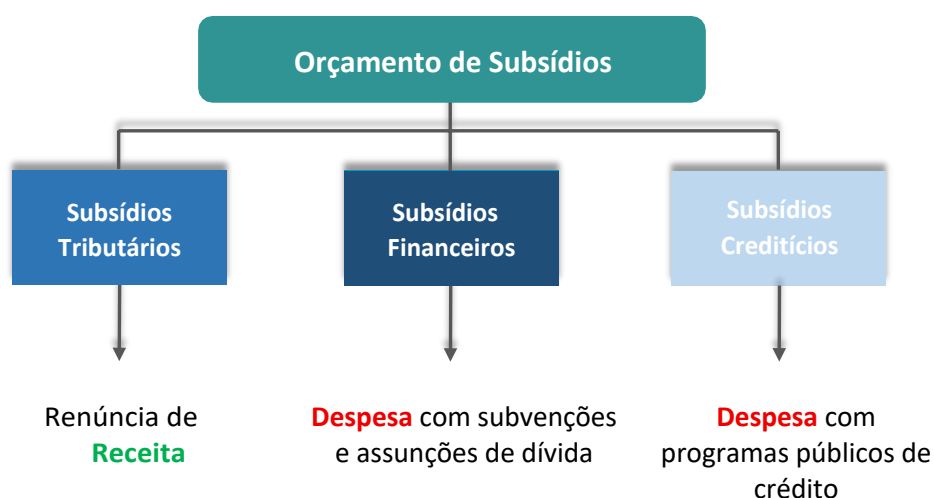 Orçamento de Subsídios
Subsídios
Tributários
Subsídios
Financeiros
Subsídios
Creditícios
Renúncia de
Receita
Despesa com subvenções
e assunções de dívida
Despesa com
programas públicos de
crédito